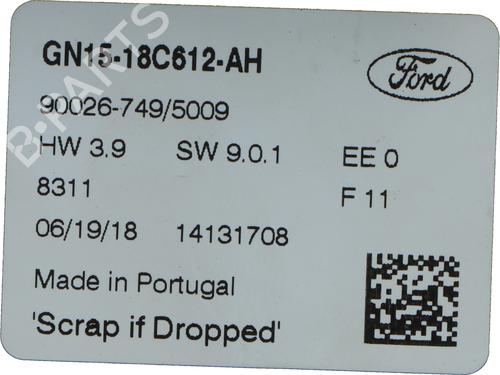 GN15-18C612-AH
Ford
90026-749/5009
HW 3.9 SW 9.0.1 EE 0
8311 F 11
06/19/18 14131708
Made in Portugal
'Scrap if Dropped'
B-PARTS